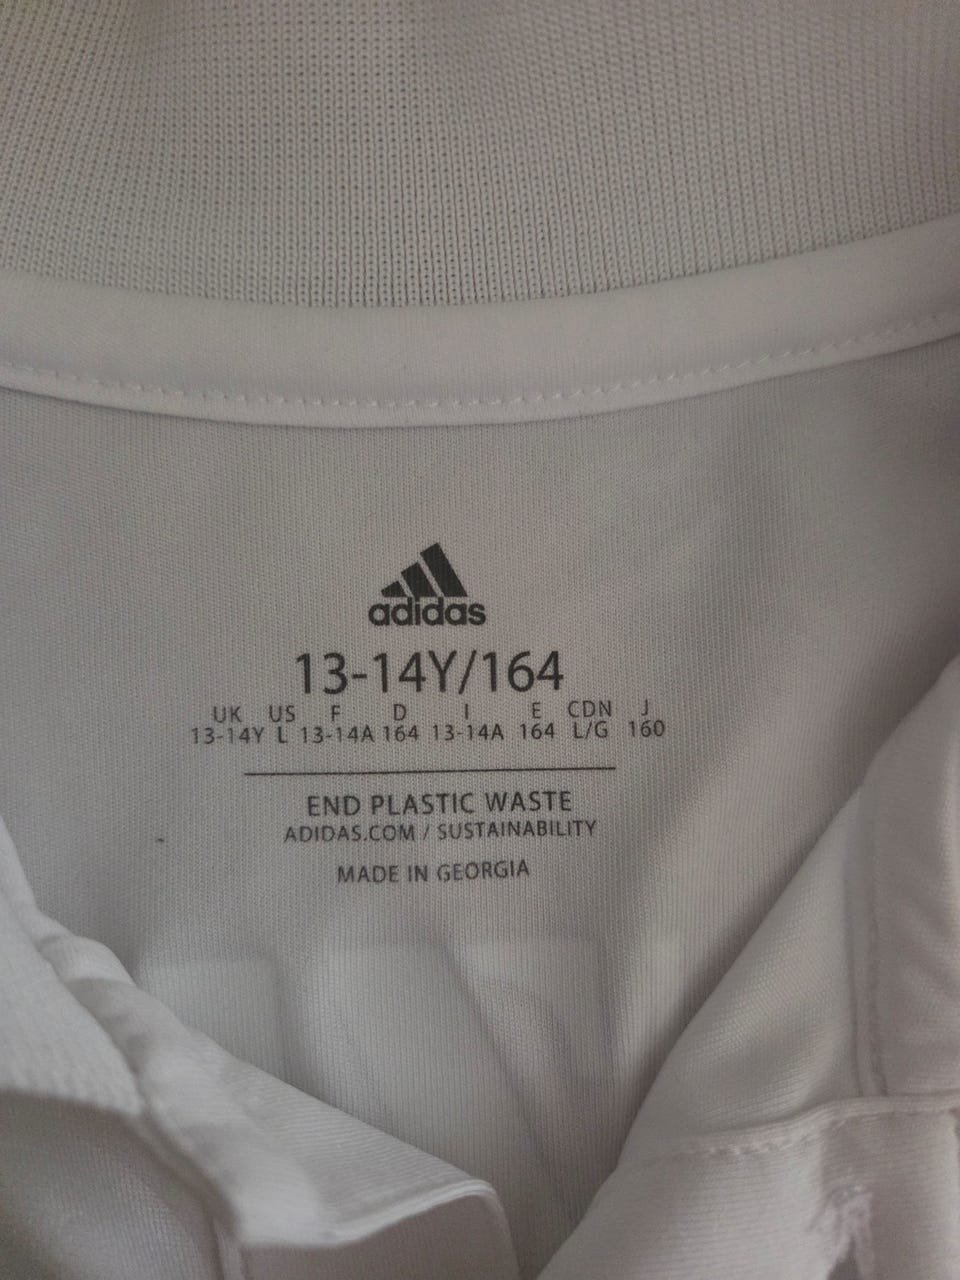 adidas
13-14Y/164
UK US F D I E CDN J
13-14Y L 13-14A 164 13-14A 164 L/G 160
END PLASTIC WASTE
ADIDAS.COM / SUSTAINABILITY
MADE IN GEORGIA